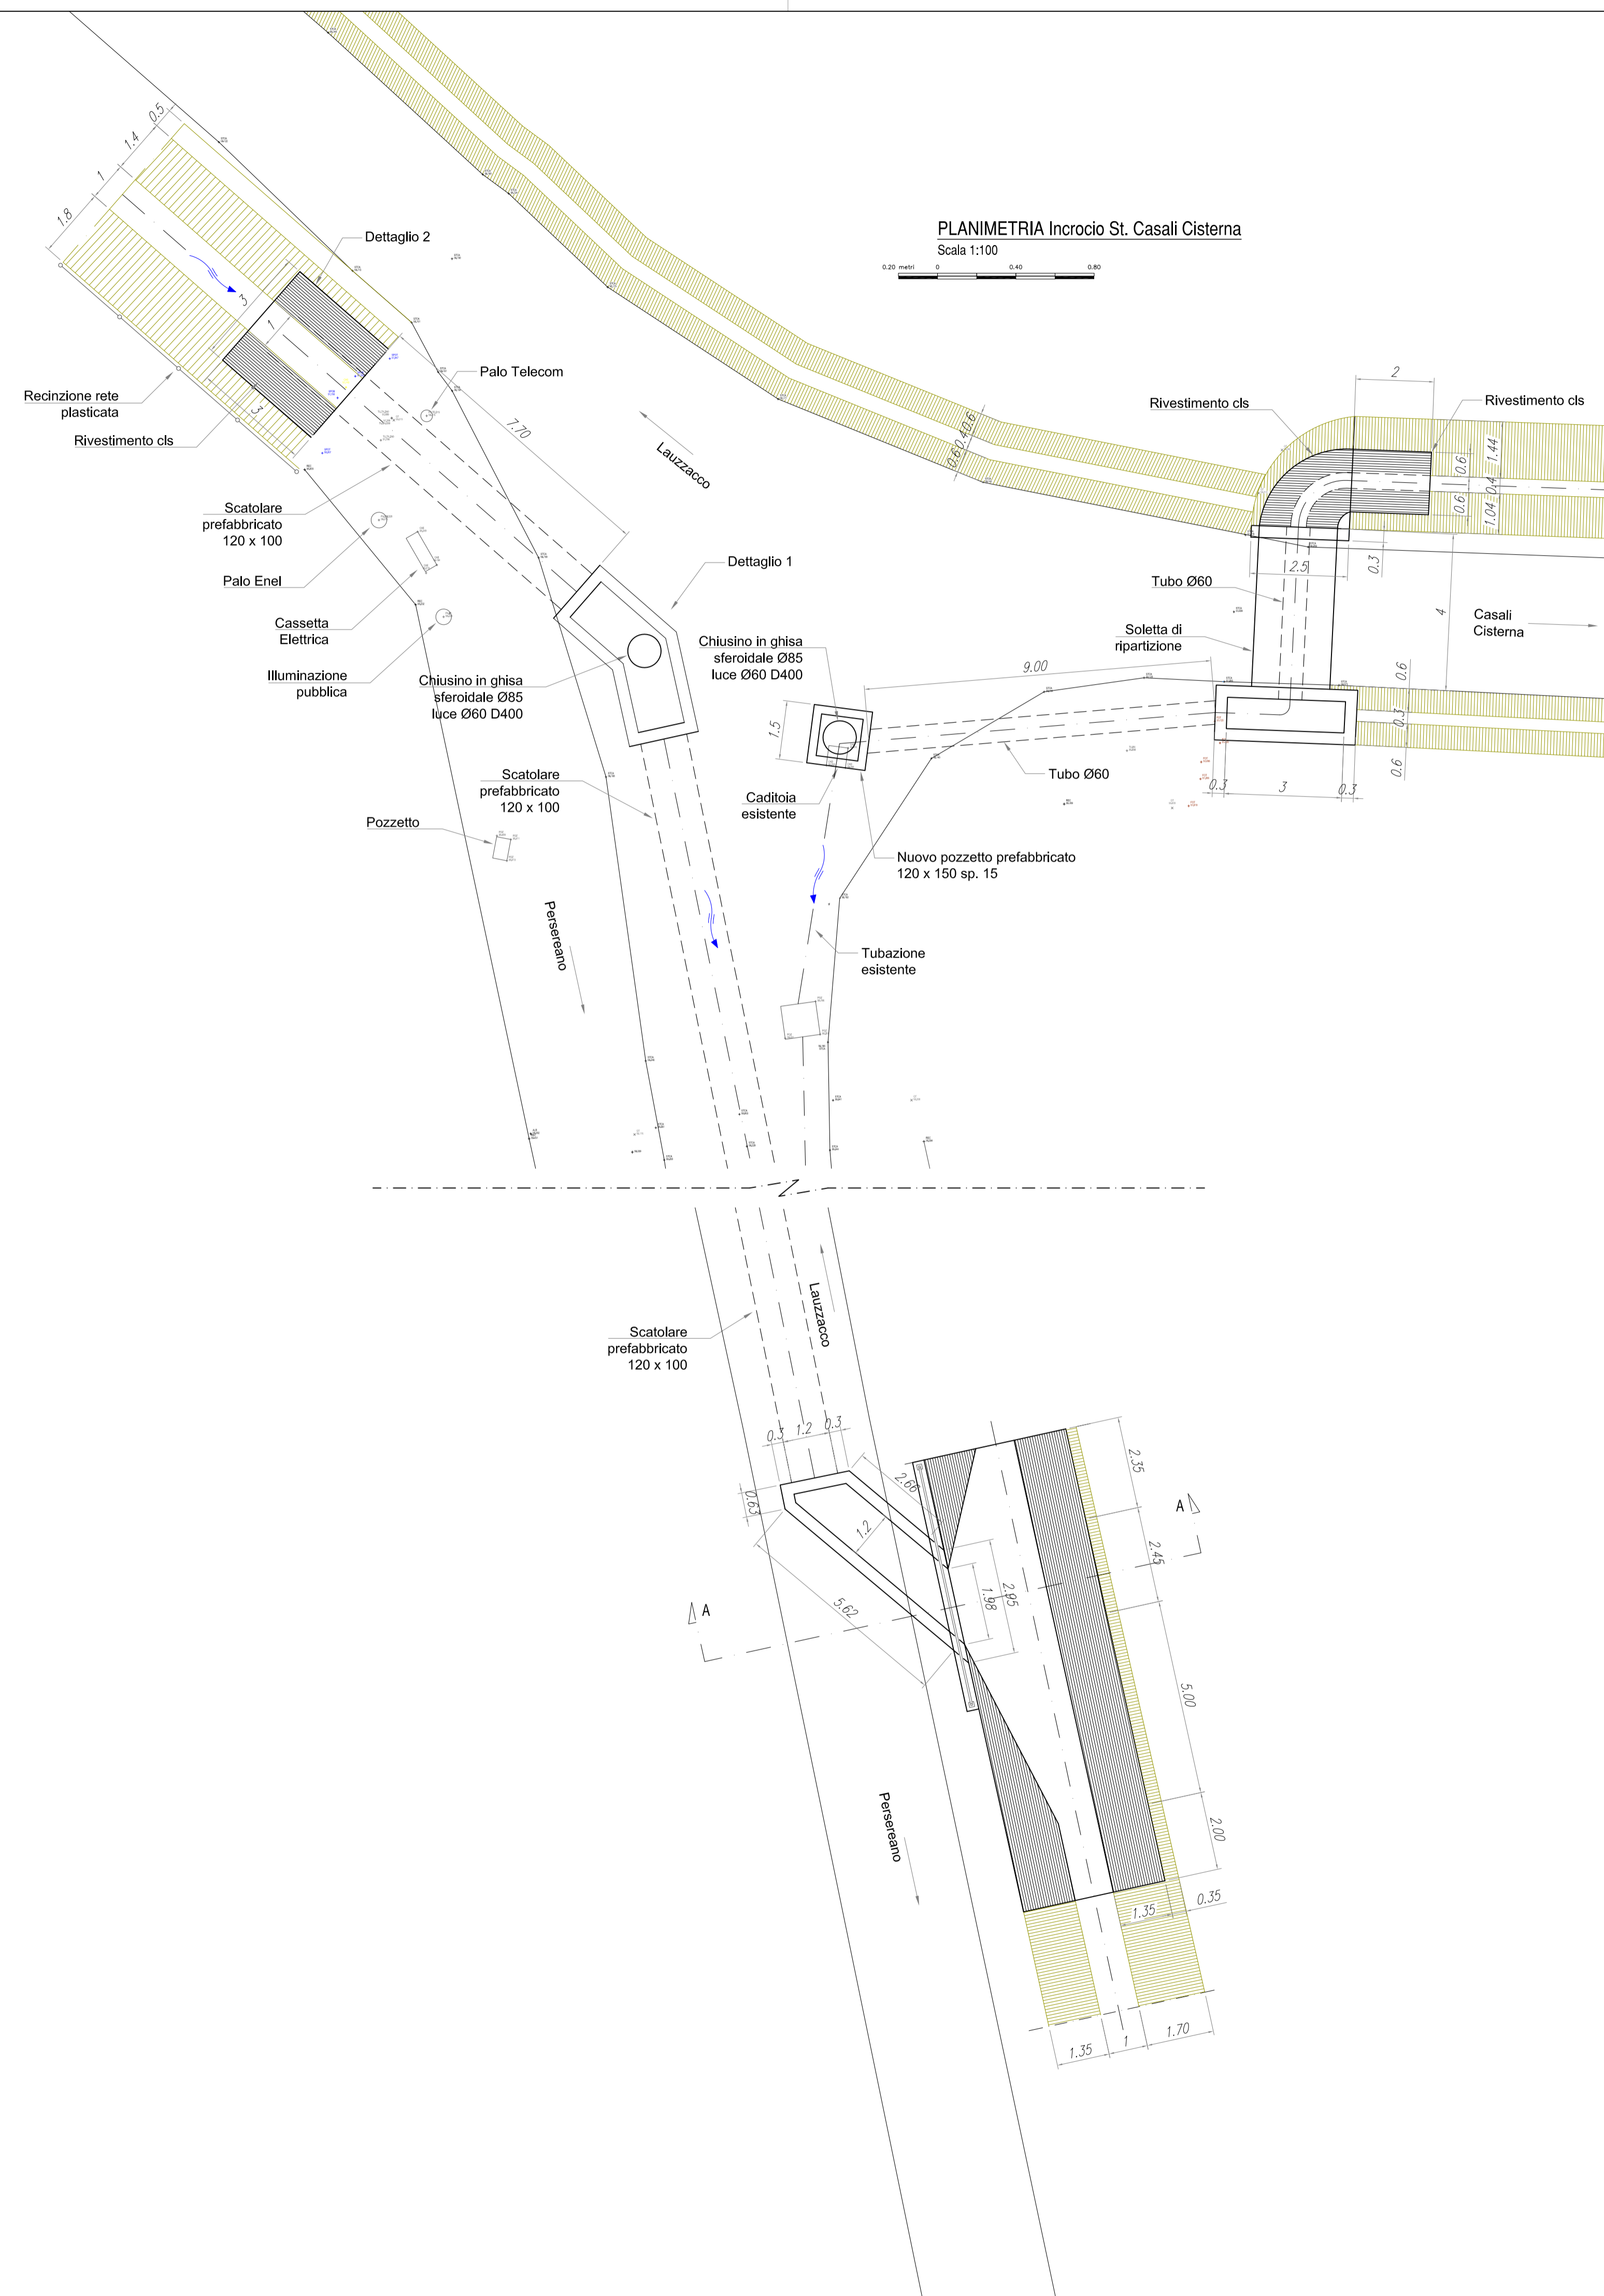 PLANIMETRIA Incrocio St. Casali Cisterna
Scala 1:100
0.20 metri 0 0.40 0.80
0.5
1.4
1
1.8
Dettaglio 2
3
1
3
Recinzione rete
plasticata
Rivestimento cls
Palo Telecom
7.70
Lauzzacco
0.6
0.4
0.6
2
Rivestimento cls
Rivestimento cls
1.44
0.6
0.4
0.6
1.04
0.3
2.5
4
Scatolare
prefabbricato
120 x 100
Palo Enel
Cassetta
Elettrica
Illuminazione
pubblica
Dettaglio 1
Chiusino in ghisa
sferoidale Ø85
luce Ø60 D400
Chiusino in ghisa
sferoidale Ø85
luce Ø60 D400
Tubo Ø60
Soletta di
ripartizione
Casali
Cisterna
9.00
1.5
0.6
0.3
0.6
0.3
3
0.3
Tubo Ø60
Scatolare
prefabbricato
120 x 100
Caditoia
esistente
Pozzetto
Nuovo pozzetto prefabbricato
120 x 150 sp. 15
Persereano
Tubazione
esistente
Lauzzacco
Scatolare
prefabbricato
120 x 100
0.3
1.2
0.3
0.63
2.66
1.2
5.62
1.98
2.95
2.35
2.45
5.00
2.00
A
A
Persereano
1.35
0.35
1.35
1
1.70